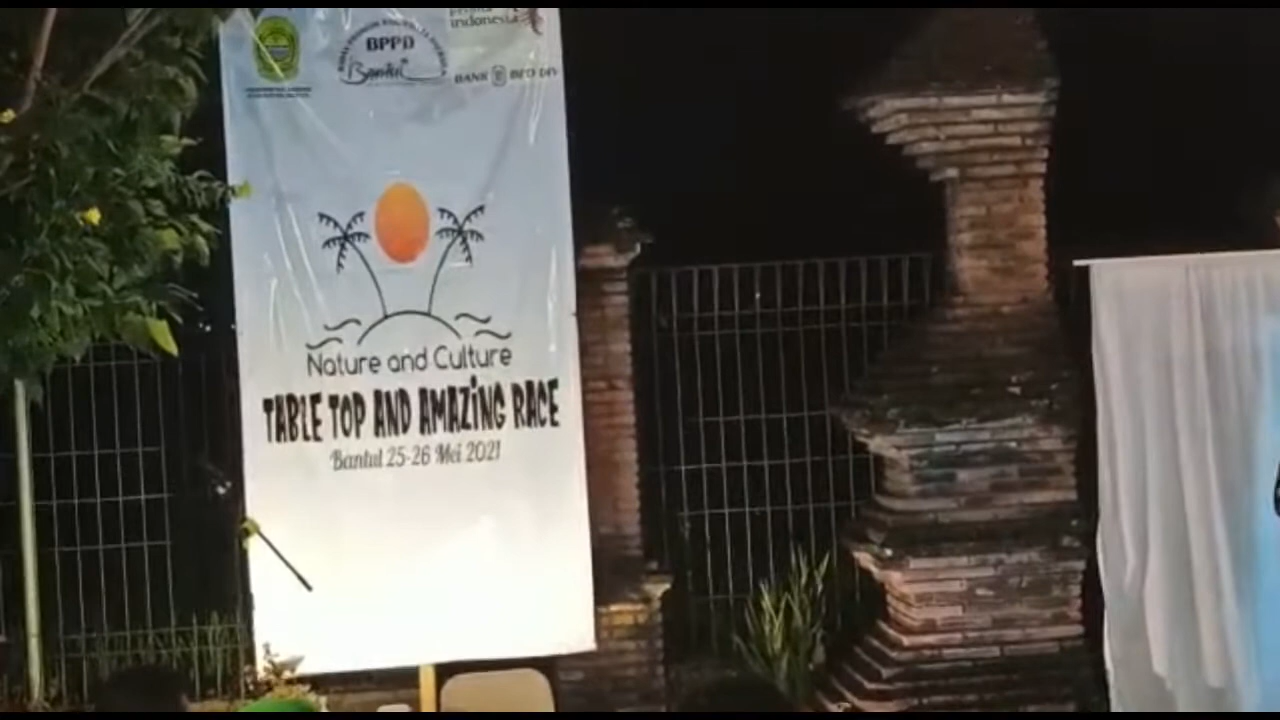 indonesia
BPPD
Bantul
BANK BPD DIY
Nature and Culture
TABLE TOP AND AMAZING RACE
Bantul 25-26 Mei 2021